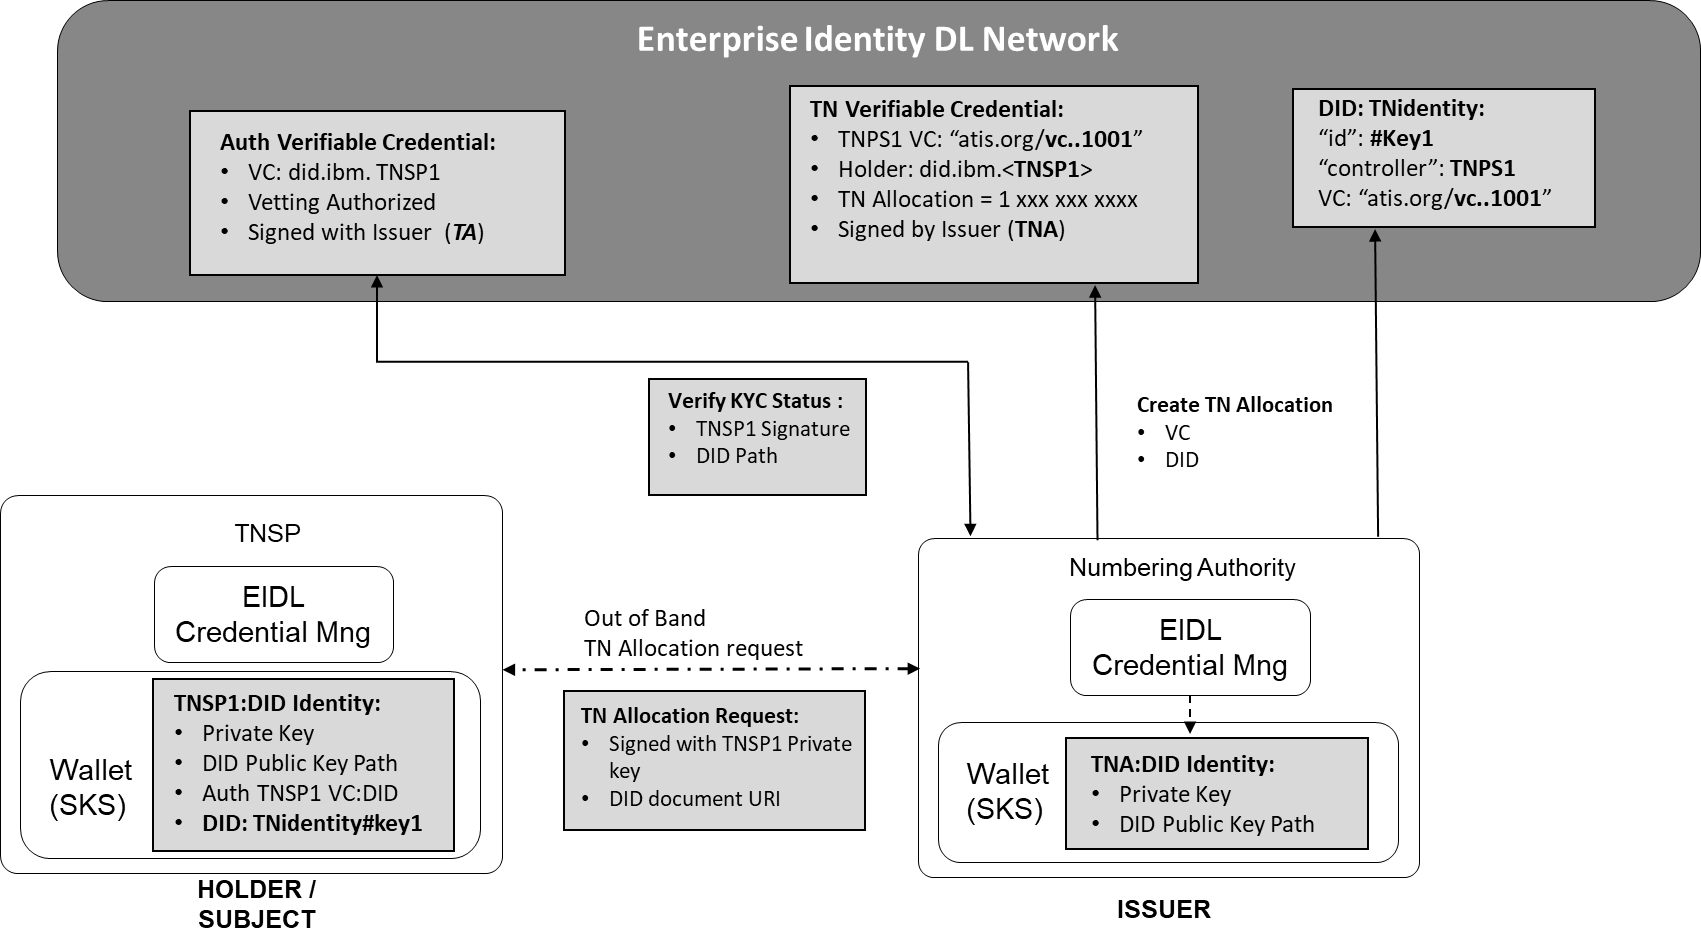 Enterprise Identity DL Network
Auth Verifiable Credential:
• VC: did.ibm. TNSP1
• Vetting Authorized
• Signed with Issuer (TA)
TN Verifiable Credential:
• TNPS1 VC: “atis.org/vc..1001”
• Holder: did.ibm.<TNSP1>
• TN Allocation = 1 xxx xxx xxxx
• Signed by Issuer (TNA)
DID: TNidentity:
“id”: #Key1
“controller”: TNPS1
VC: “atis.org/vc..1001”
Verify KYC Status :
• TNSP1 Signature
• DID Path
Create TN Allocation
• VC
• DID
TNSP
EIDL
Credential Mng
Wallet
(SKS)
TNSP1:DID Identity:
• Private Key
• DID Public Key Path
• Auth TNSP1 VC:DID
• DID: TNidentity#key1
HOLDER /
SUBJECT
Out of Band
TN Allocation request
TN Allocation Request:
• Signed with TNSP1 Private
key
• DID document URI
Numbering Authority
EIDL
Credential Mng
Wallet
(SKS)
TNA:DID Identity:
• Private Key
• DID Public Key Path
ISSUER